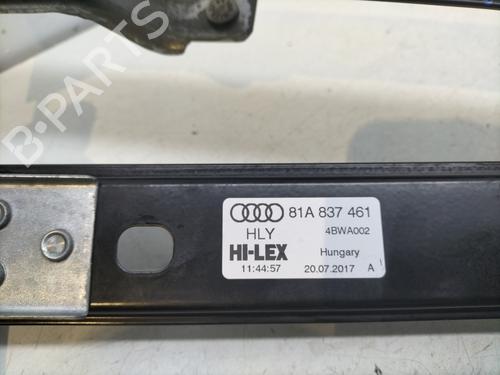 B-PARTS
81A 837 461
HLY 4BWA002
HI-LEX Hungary
11:44:57 20.07.2017 A